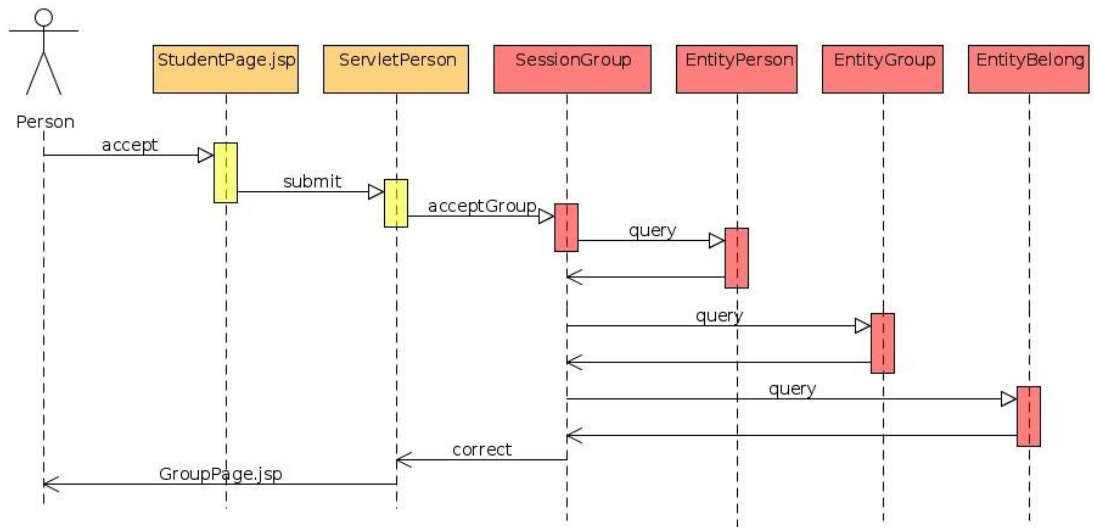 StudentPage.jsp
ServletPerson
SessionGroup
EntityPerson
EntityGroup
EntityBelong
Person
accept
submit
acceptGroup
query
query
query
correct
GroupPage.jsp